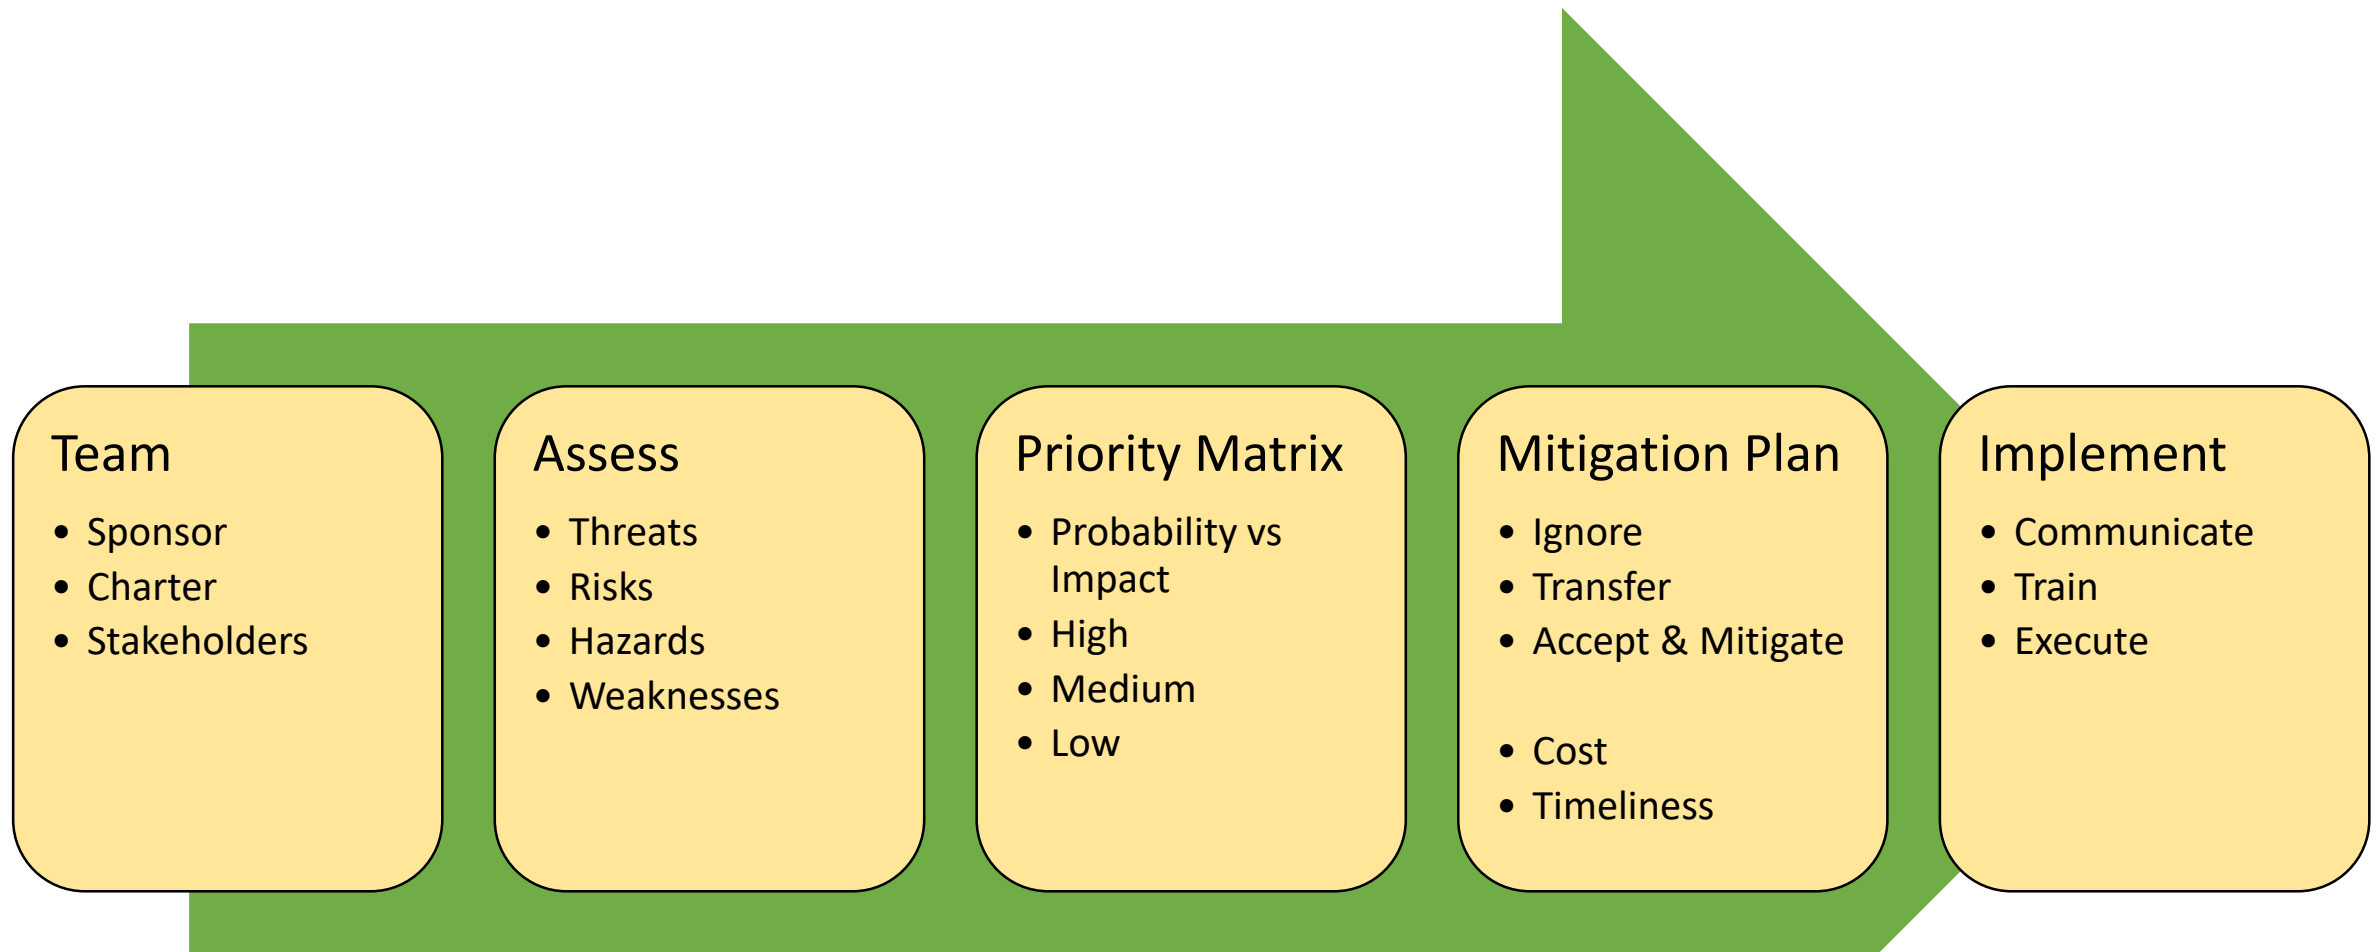 Team
• Sponsor
• Charter
• Stakeholders
Assess
• Threats
• Risks
• Hazards
• Weaknesses
Priority Matrix
• Probability vs
Impact
• High
• Medium
• Low
Mitigation Plan
• Ignore
• Transfer
• Accept & Mitigate
• Cost
• Timeliness
Implement
• Communicate
• Train
• Execute